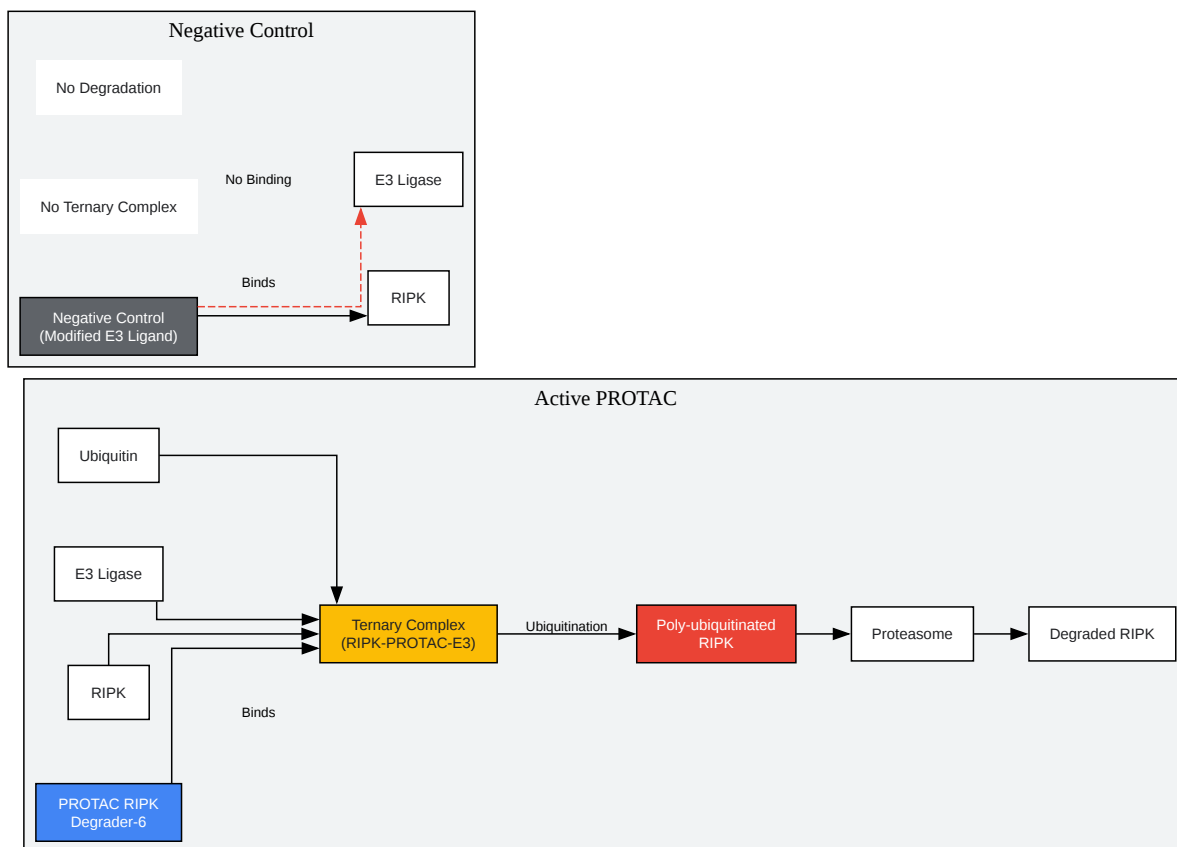 Negative Control
No Degradation
No Binding
E3 Ligase
No Ternary Complex
Binds
RIPK
Negative Control
(Modified E3 Ligand)
Active PROTAC
Ubiquitin
E3 Ligase
Ternary Complex
(RIPK-PROTAC-E3)
Ubiquitination
Poly-ubiquitinated
RIPK
Proteasome
Degraded RIPK
RIPK
Binds
PROTAC RIPK
Degrader-6